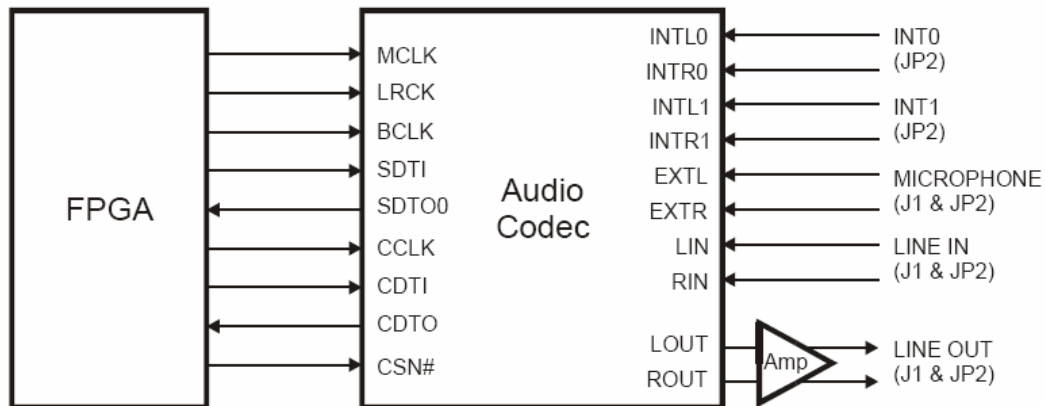 FPGA
MCLK
LRCK
BCLK
SDTI
SDTO0
CCLK
CDTI
CDTO
CSN#
Audio
Codec
INTL0
INTR0
INTL1
INTR1
EXTL
EXTR
LIN
RIN
LOUT
ROUT
Amp
INT0
(JP2)
INT1
(JP2)
MICROPHONE
(J1 & JP2)
LINE IN
(J1 & JP2)
LINE OUT
(J1 & JP2)